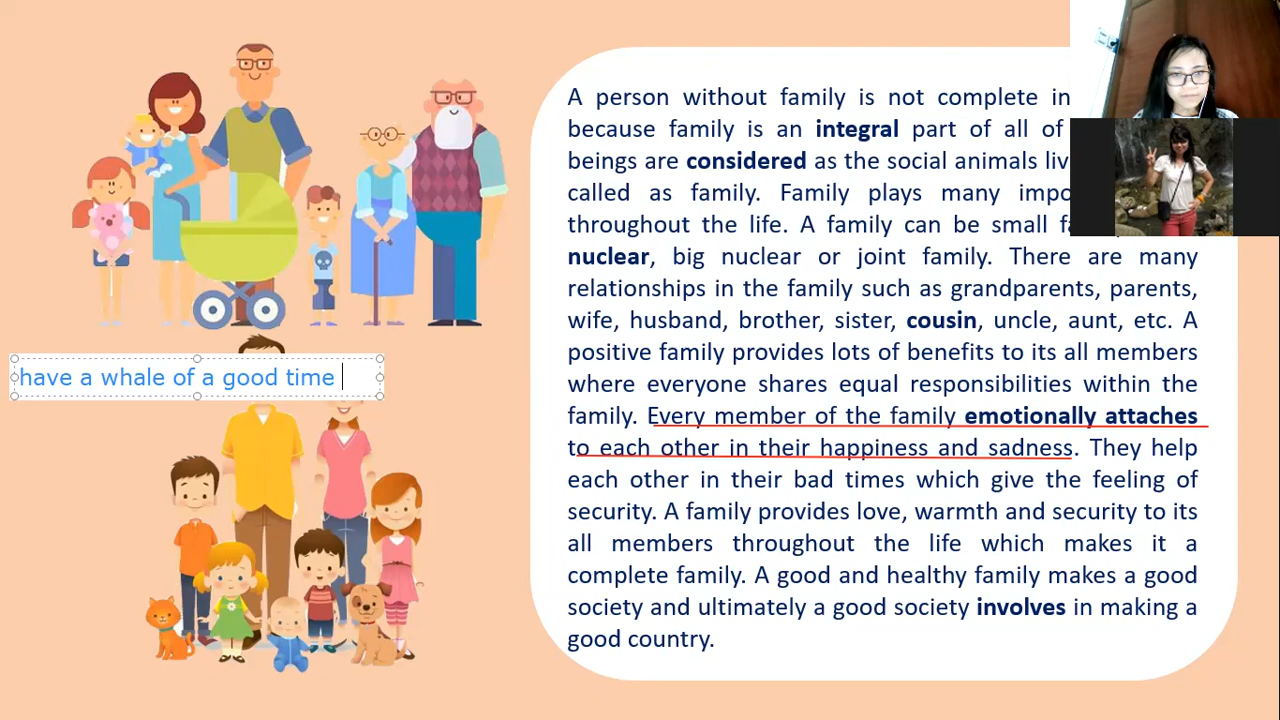 A person without family is not complete in
because family is an integral part of all of
beings are considered as the social animals
called as family. Family plays many
throughout the life. A family can be small
nuclear, big nuclear or joint family. There are many
relationships in the family such as grandparents, parents,
wife, husband, brother, sister, cousin, uncle, aunt, etc. A
positive family provides lots of benefits to its all members
where everyone shares equal responsibilities within the
family. Every member of the family emotionally attaches
to each other in their happiness and sadness. They help
each other in their bad times which give the feeling of
security. A family provides love, warmth and security to its
all members throughout the life which makes it a
complete family. A good and healthy family makes a good
society and ultimately a good society involves in making a
good country.
have a whale of a good time